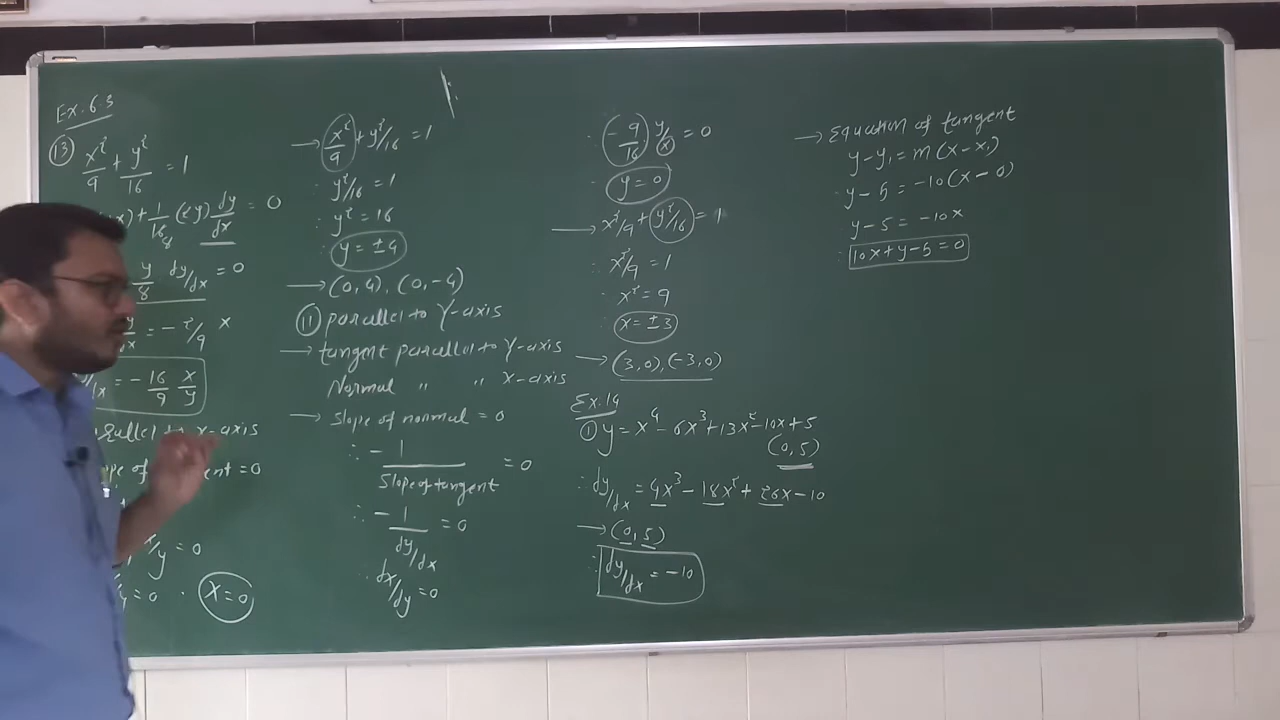 Ex. 6.3
(13) x²/9 + y²/16 = 1
x) + 1/16 (2y) dy/dx = 0
8
y/8 dy/dx = 0
= - 2/9 x
= - 16/9 x/y
x-axis
= 0
x/y = 0
= 0 . x = 0
→ x²/9 + y²/16 = 1
∴ y²/16 = 1
∴ y² = 16
∴ y = ±4
→ (0, 4), (0, -4)
(ii) parallel to Y-axis
→ tangent parallel to Y-axis
Normal " " x-axis
→ slope of normal = 0
∴ - 1/slope of tangent = 0
∴ - 1/(dy/dx) = 0
∴ dx/dy = 0
∴ (-9/16) y/x = 0
∴ y = 0
→ x²/9 + y²/16 = 1
∴ x²/9 = 1
∴ x² = 9
∴ x = ±3
→ (3, 0), (-3, 0)
Ex. 14
(i) y = x⁴ - 6x³ + 13x² - 10x + 5
(0, 5)
∴ dy/dx = 4x³ - 18x² + 26x - 10
→ (0, 5)
∴ dy/dx = -10
→ Equation of tangent
y - y₁ = m(x - x₁)
∴ y - 5 = -10(x - 0)
∴ y - 5 = -10x
∴ 10x + y - 5 = 0